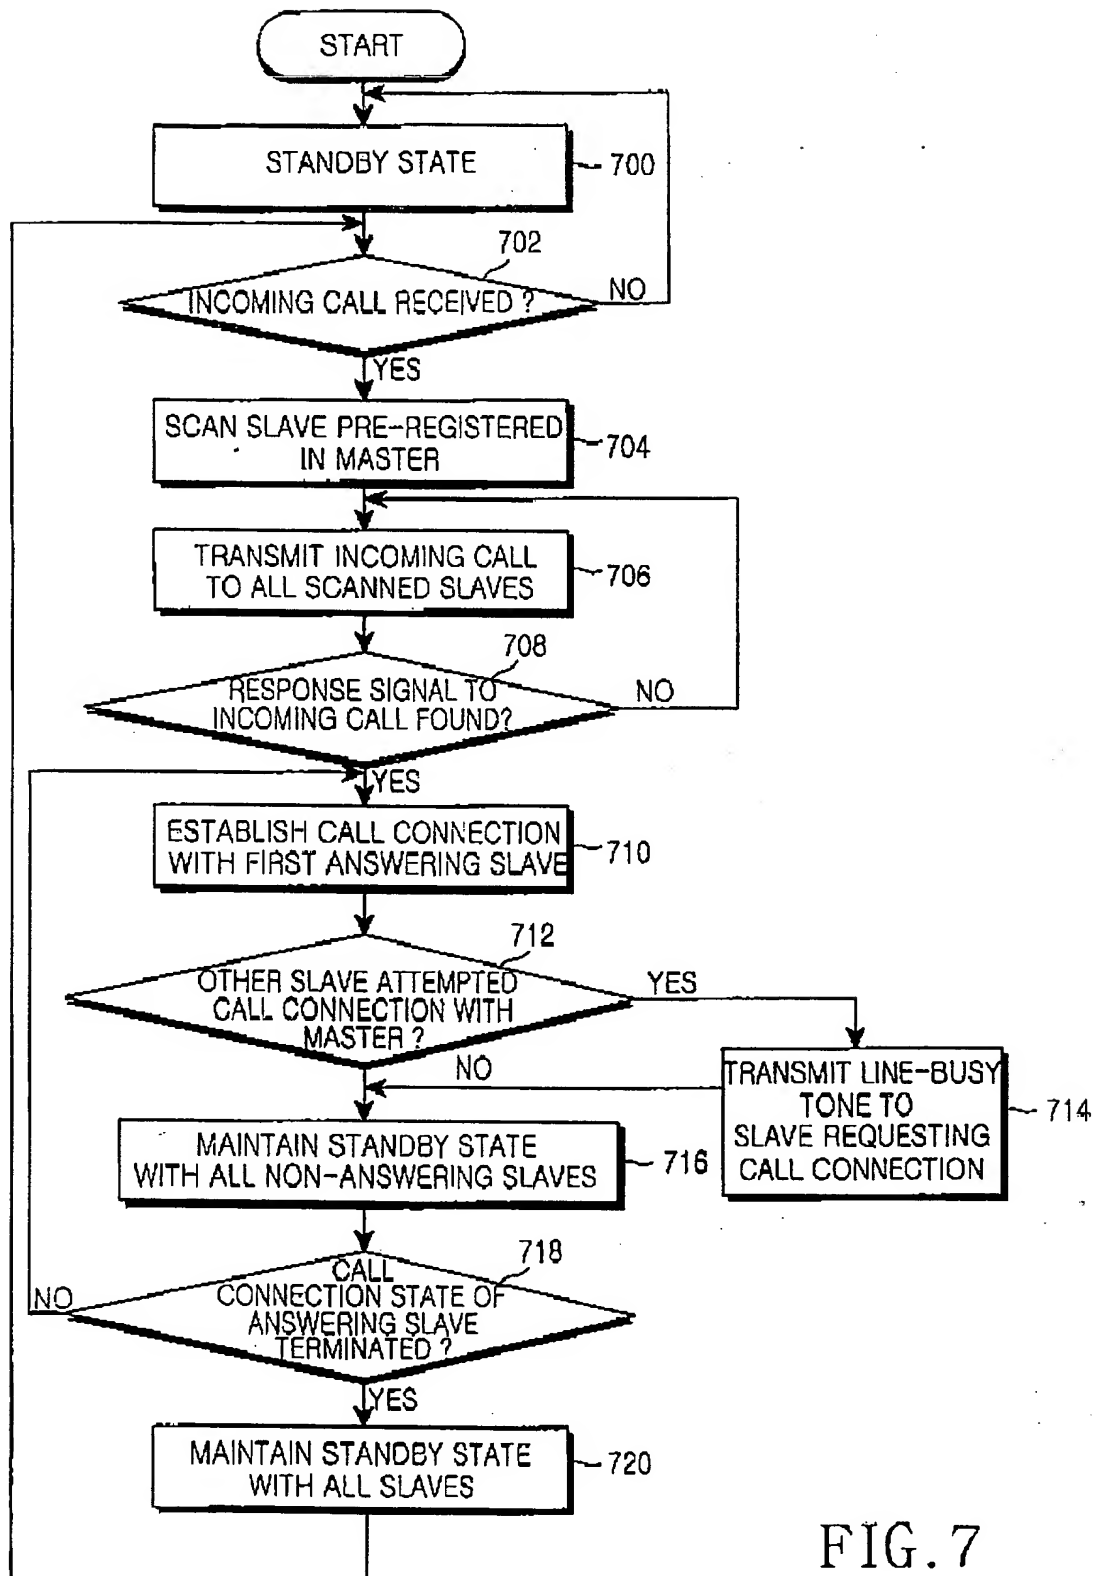 START
STANDBY STATE
700
702
INCOMING CALL RECEIVED ?
NO
YES
SCAN SLAVE PRE-REGISTERED
IN MASTER
704
TRANSMIT INCOMING CALL
TO ALL SCANNED SLAVES
706
708
RESPONSE SIGNAL TO
INCOMING CALL FOUND?
NO
YES
ESTABLISH CALL CONNECTION
WITH FIRST ANSWERING SLAVE
710
712
OTHER SLAVE ATTEMPTED
CALL CONNECTION WITH
MASTER ?
YES
NO
TRANSMIT LINE-BUSY
TONE TO
SLAVE REQUESTING
CALL CONNECTION
714
MAINTAIN STANDBY STATE
WITH ALL NON-ANSWERING SLAVES
716
718
CALL
CONNECTION STATE OF
ANSWERING SLAVE
TERMINATED ?
NO
YES
MAINTAIN STANDBY STATE
WITH ALL SLAVES
720
FIG.7